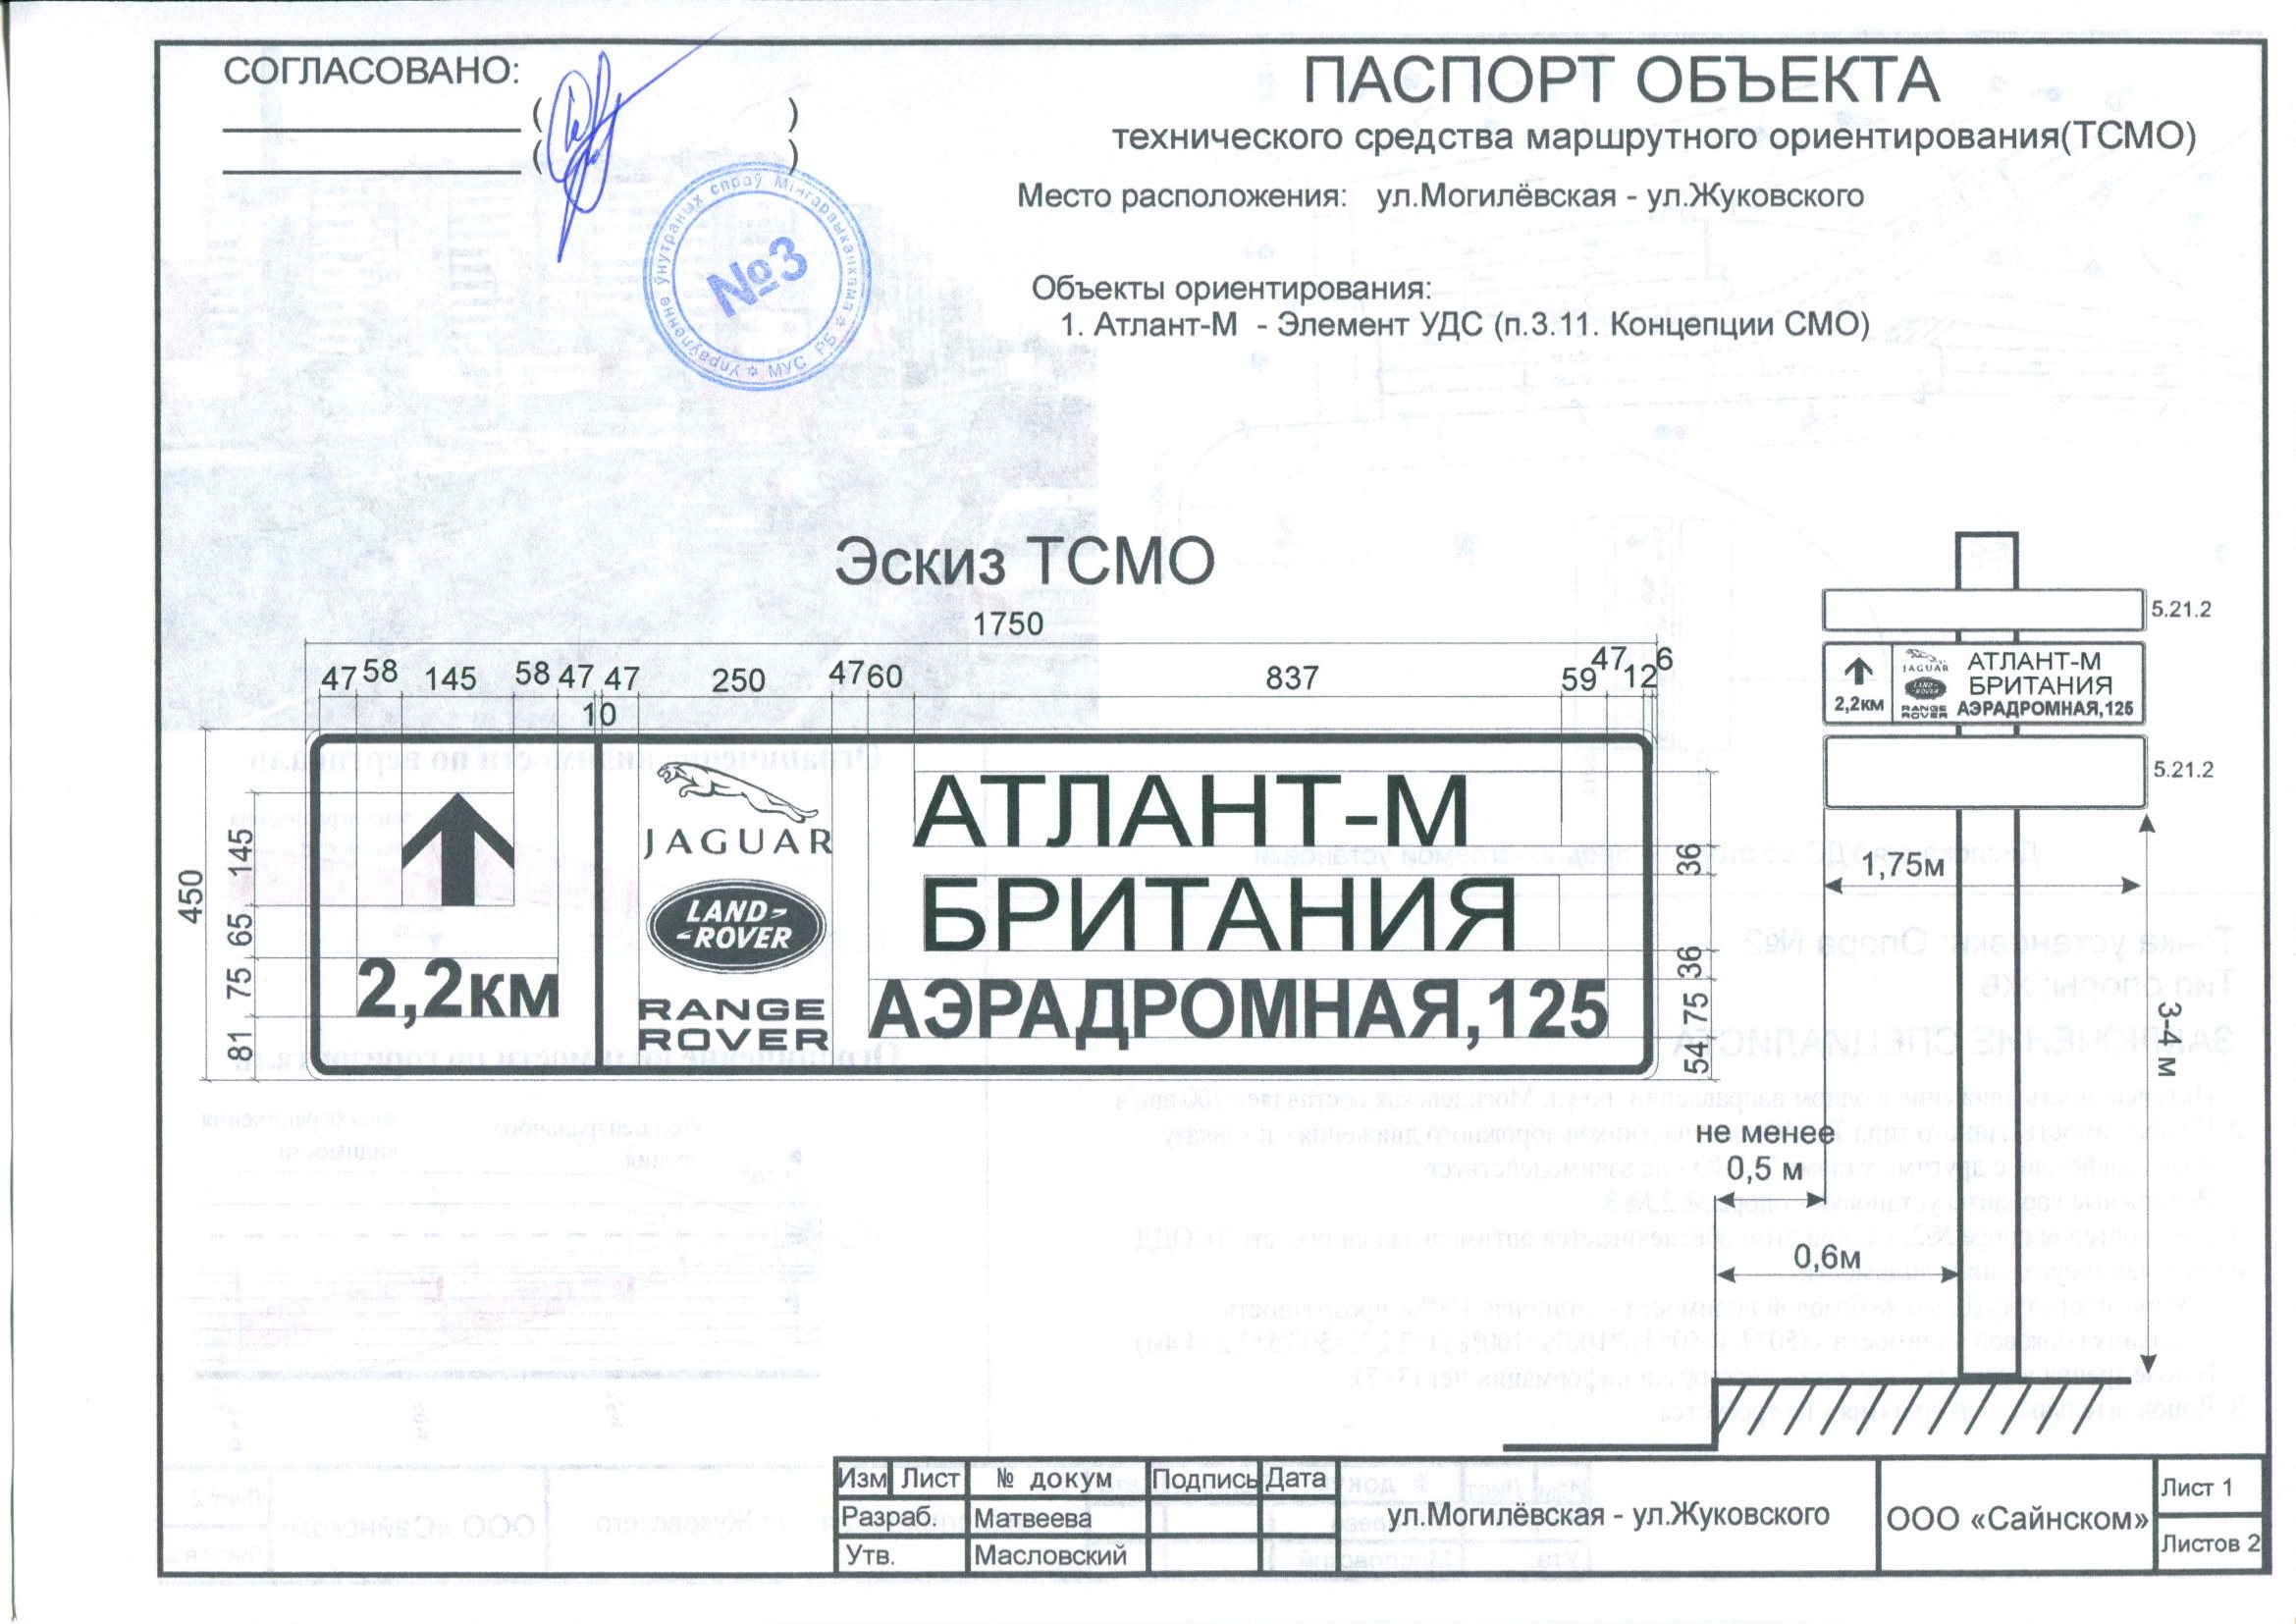 СОГЛАСОВАНО:
( )
( )
упраўленне ўнутраных спраў Мінгарвыканкама * МУС РБ *
№3
ПАСПОРТ ОБЪЕКТА
технического средства маршрутного ориентирования(ТСМО)
Место расположения: ул.Могилёвская - ул.Жуковского
Объекты ориентирования:
1. Атлант-М - Элемент УДС (п.3.11. Концепции СМО)
Эскиз ТСМО
1750
47 58 145 58 47 47 250 47 60 837 59 47 12 6
10
450
145
65
75
81
2,2км
JAGUAR
LAND-
-ROVER
RANGE
ROVER
АТЛАНТ-М
БРИТАНИЯ
АЭРАДРОМНАЯ,125
36
36
75
54
5.21.2
2,2км
JAGUAR
LAND-
-ROVER
RANGE
ROVER
АТЛАНТ-М
БРИТАНИЯ
АЭРАДРОМНАЯ,125
5.21.2
1,75м
3-4 м
не менее
0,5 м
0,6м
Изм Лист № докум Подпись Дата
Разраб. Матвеева
Утв. Масловский
ул.Могилёвская - ул.Жуковского
ООО «Сайнском»
Лист 1
Листов 2